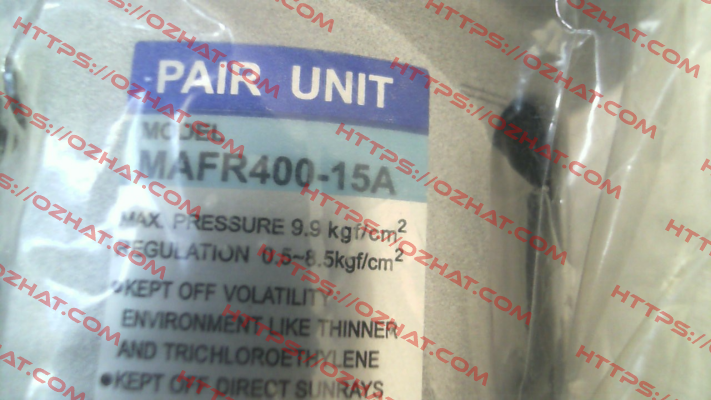 PAiR UNIT
MODEL
MAFR400-15A
MAX. PRESSURE 9.9 kgf/cm²
REGULATION 0.5~8.5kgf/cm²
●KEPT OFF VOLATILITY
ENVIRONMENT LIKE THINNER
AND TRICHLOROETHYLENE
●KEPT OFF DIRECT SUNRAYS
HTTPS://OZHAT.COM